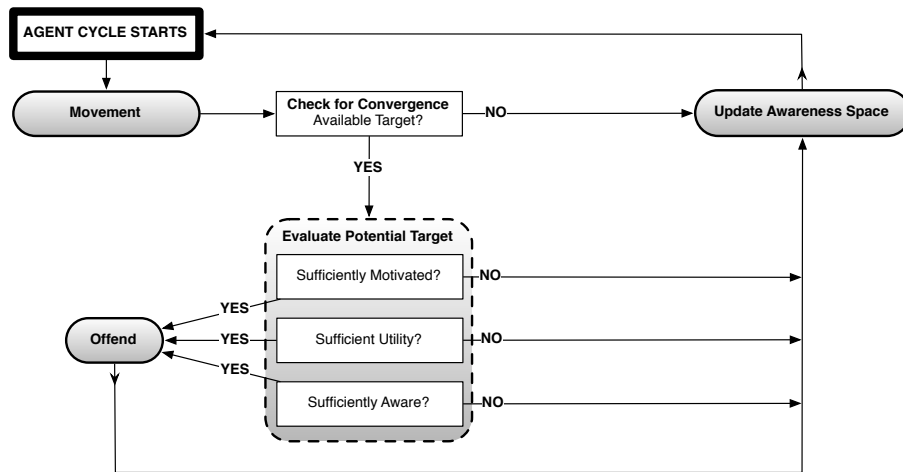 AGENT CYCLE STARTS
Movement
Check for Convergence
Available Target?
NO
Update Awareness Space
YES
Evaluate Potential Target
Sufficiently Motivated?
NO
YES
Offend
YES
Sufficient Utility?
NO
YES
Sufficiently Aware?
NO